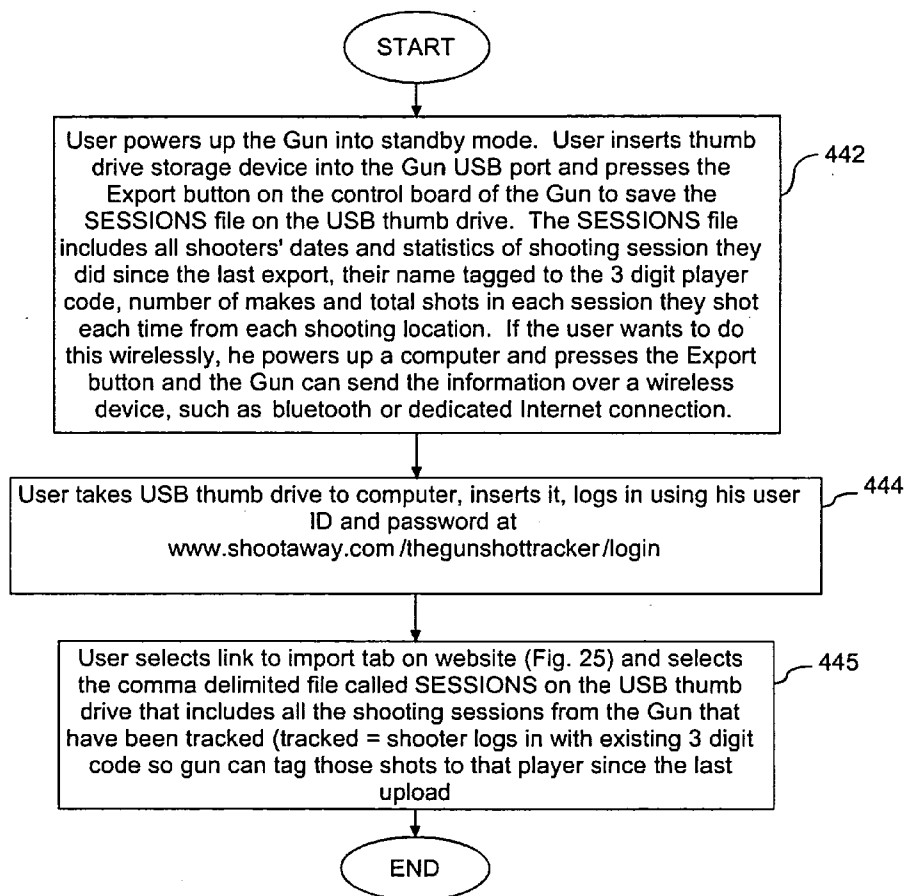 START
User powers up the Gun into standby mode. User inserts thumb
drive storage device into the Gun USB port and presses the
Export button on the control board of the Gun to save the
SESSIONS file on the USB thumb drive. The SESSIONS file
includes all shooters' dates and statistics of shooting session they
did since the last export, their name tagged to the 3 digit player
code, number of makes and total shots in each session they shot
each time from each shooting location. If the user wants to do
this wirelessly, he powers up a computer and presses the Export
button and the Gun can send the information over a wireless
device, such as bluetooth or dedicated Internet connection.
442
User takes USB thumb drive to computer, inserts it, logs in using his user
ID and password at
www.shootaway.com/thegunshottracker/login
444
User selects link to import tab on website (Fig. 25) and selects
the comma delimited file called SESSIONS on the USB thumb
drive that includes all the shooting sessions from the Gun that
have been tracked (tracked = shooter logs in with existing 3 digit
code so gun can tag those shots to that player since the last
upload
445
END